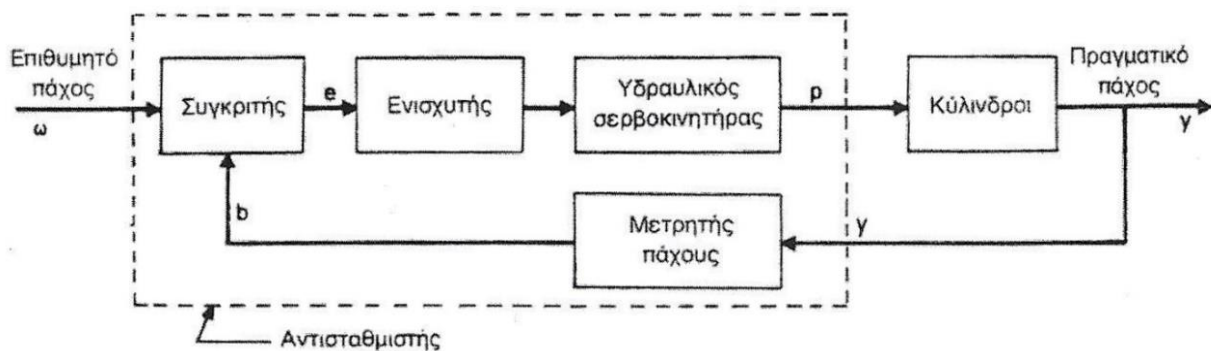 Επιθυμητό
πάχος
ω
Συγκριτής
e
Ενισχυτής
Υδραυλικός
σερβοκινητήρας
p
Κύλινδροι
Πραγματικό
πάχος
y
b
Μετρητής
πάχους
y
Αντισταθμιστής